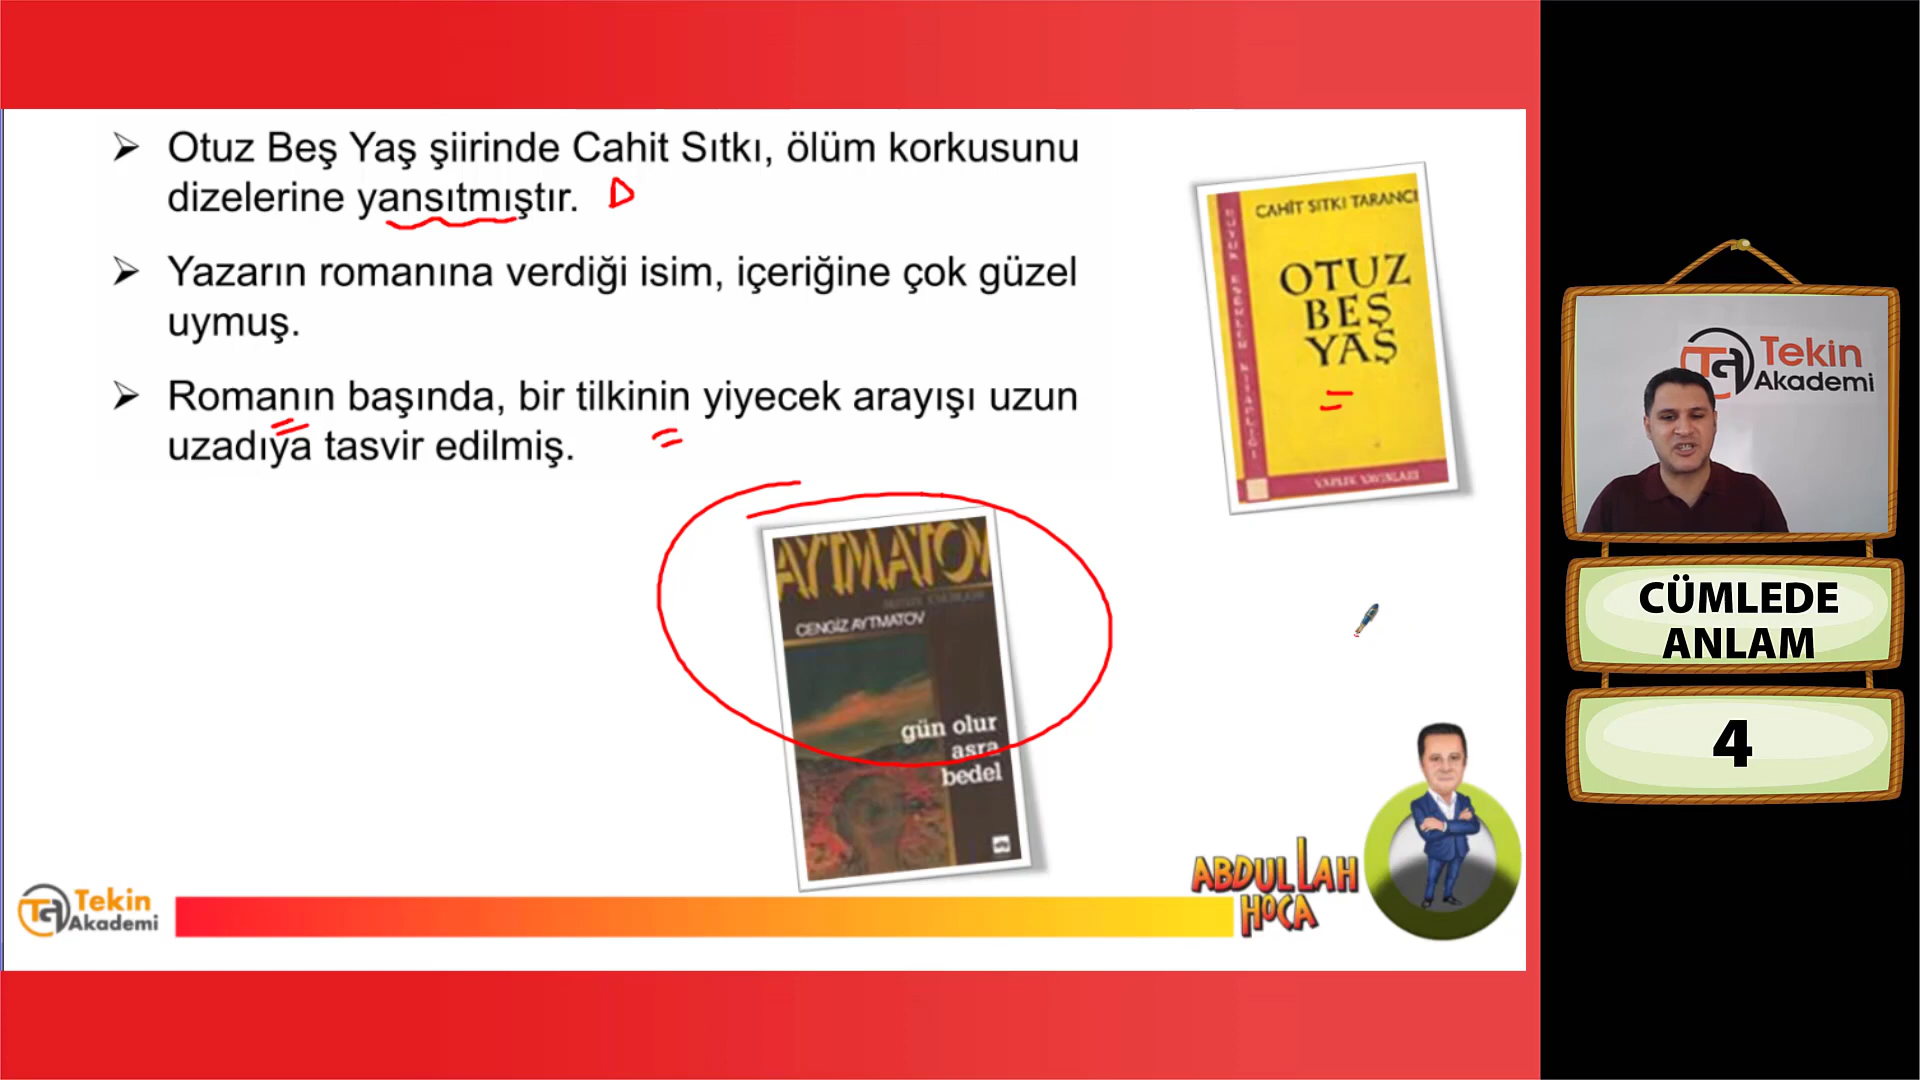 Otuz Beş Yaş şiirinde Cahit Sıtkı, ölüm korkusunu
dizelerine yansıtmıştır. D
Yazarın romanına verdiği isim, içeriğine çok güzel
uymuş.
Romanın başında, bir tilkinin yiyecek arayışı uzun
uzadıya tasvir edilmiş.
CAHİT SITKI TARANCI
OTUZ
BEŞ
YAŞ
VARLIK YAYINLARI
AYTMATOV
CENGİZ AYTMATOV
gün olur
asra
bedel
Tekin
Akademi
ABDULLAH
HOCA
Tekin
Akademi
CÜMLEDE
ANLAM
4